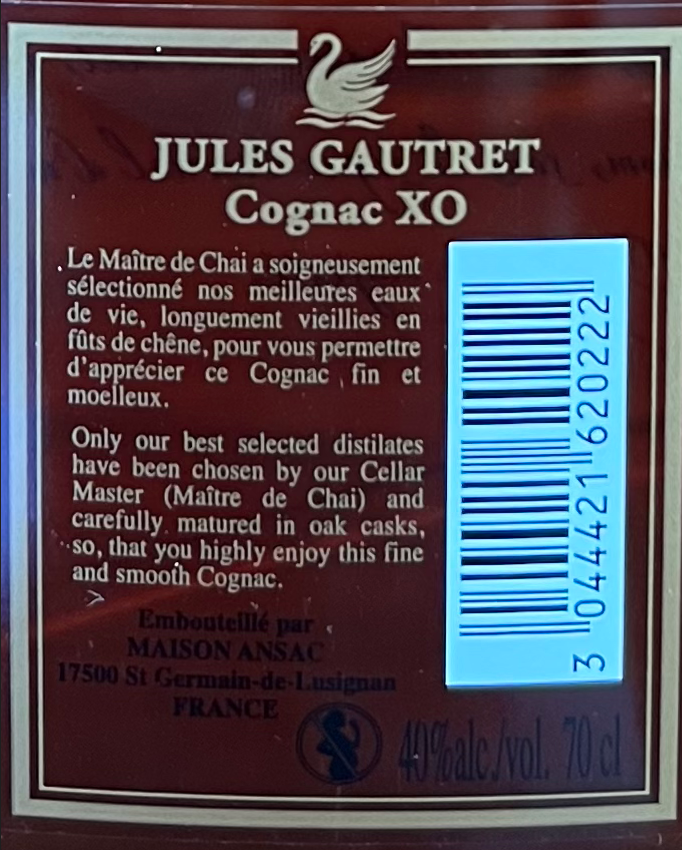 JULES GAUTRET
Cognac XO
Le Maître de Chai a soigneusement
sélectionné nos meilleures eaux
de vie, longuement vieillies en
fûts de chêne, pour vous permettre
d'apprécier ce Cognac fin et
moelleux.
Only our best selected distilates
have been chosen by our Cellar
Master (Maître de Chai) and
carefully matured in oak casks,
so, that you highly enjoy this fine
and smooth Cognac.
Embouteillé par
MAISON ANSAC
17500 St Germain-de-Lusignan
FRANCE
40%alc./vol. 70 cl
3 044421 620222